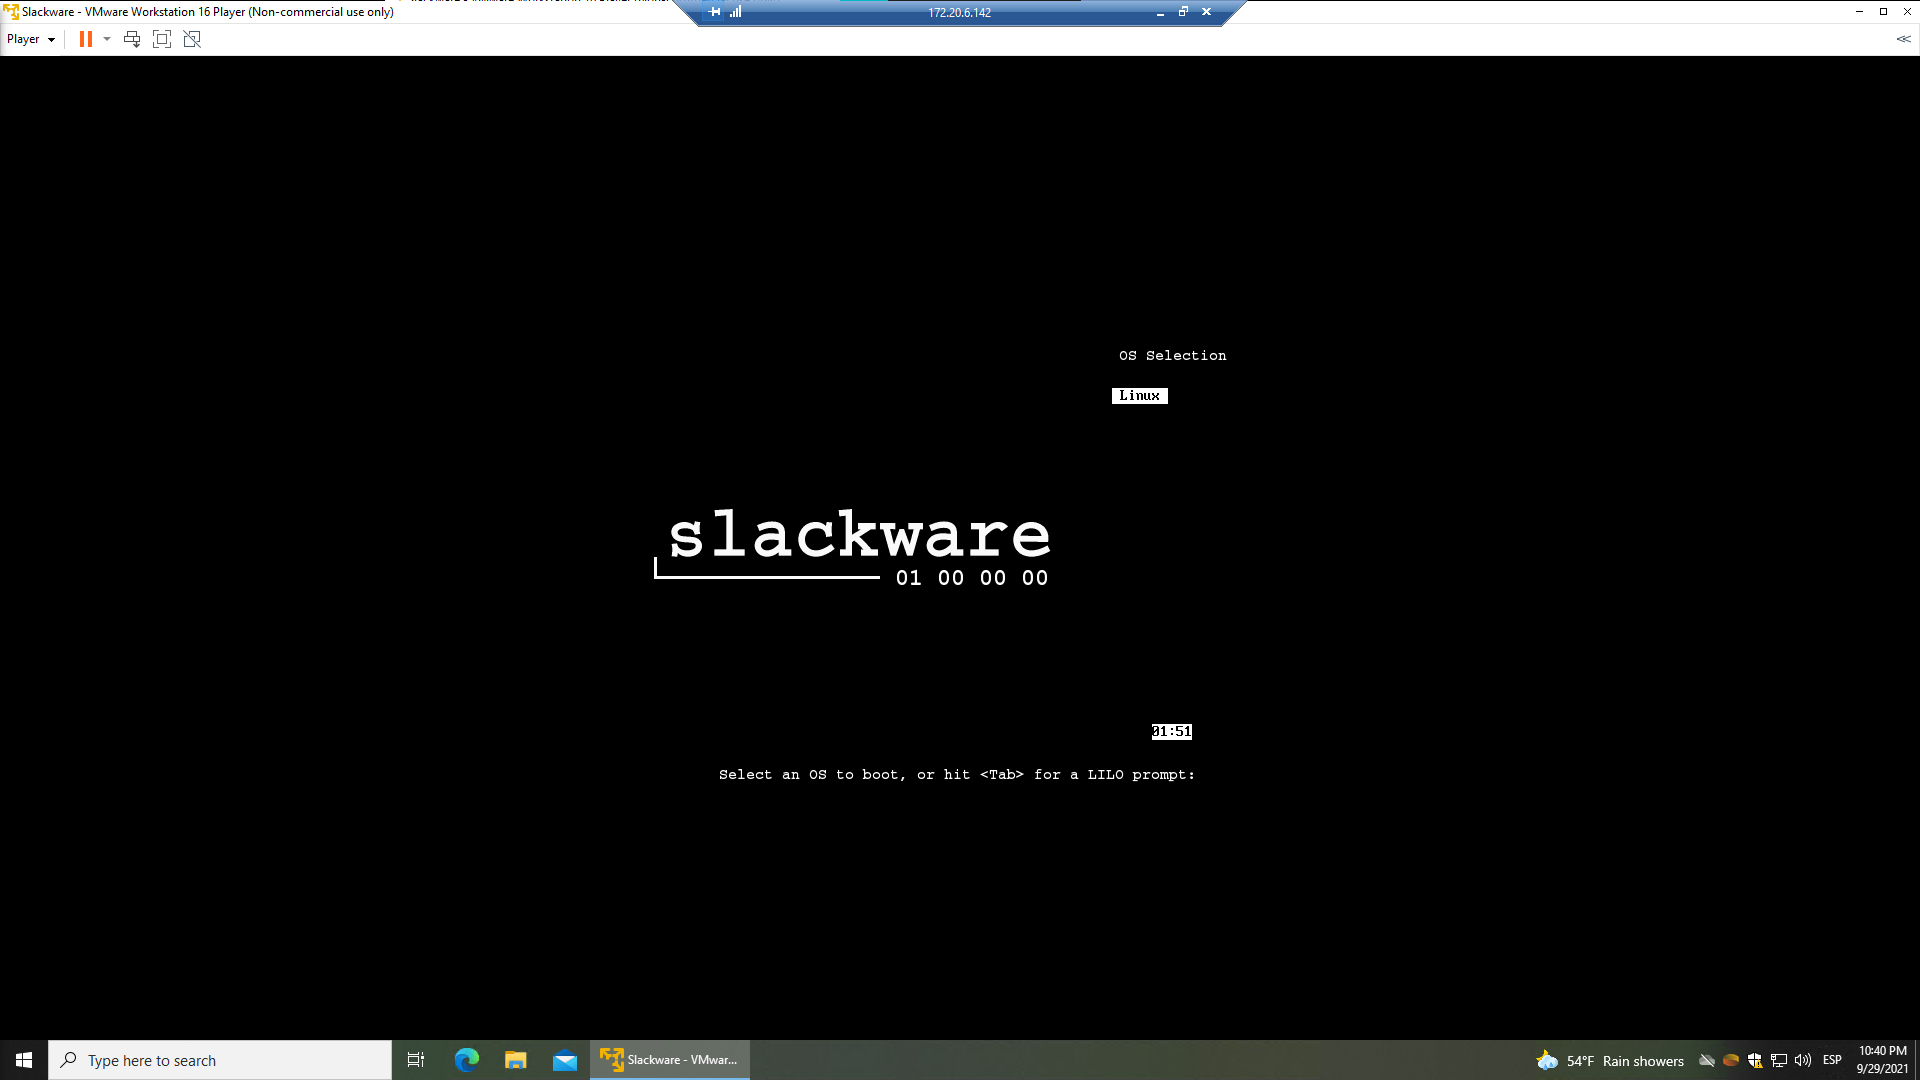 Slackware - VMware Workstation 16 Player (Non-commercial use only)
172.20.6.142
Player
OS Selection
Linux
slackware
01 00 00 00
01:51
Select an OS to boot, or hit <Tab> for a LILO prompt:
Type here to search
Slackware - VMwar...
54°F Rain showers
ESP
10:40 PM
9/29/2021